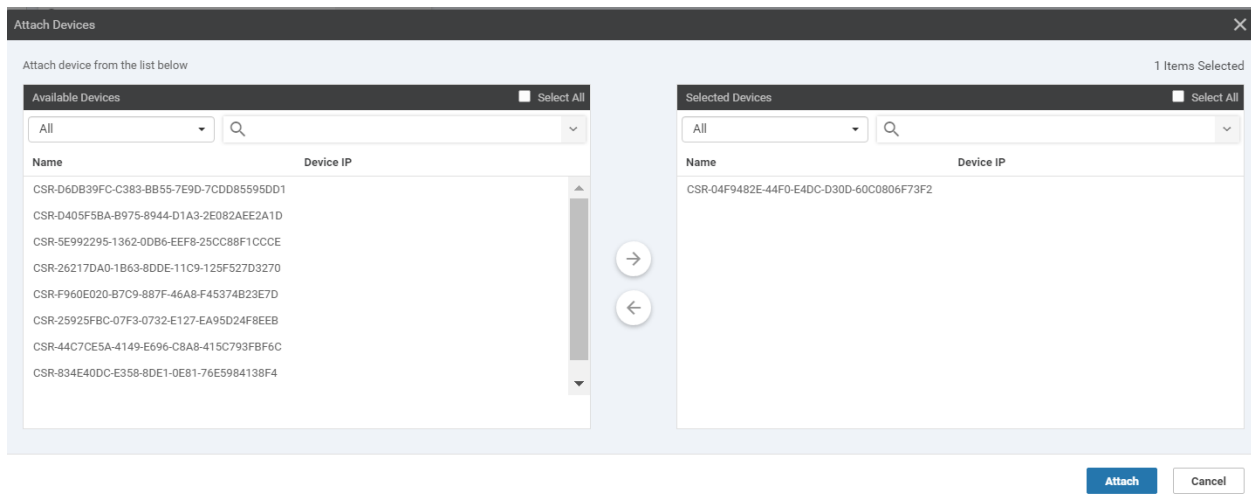 Attach Devices
Attach device from the list below
1 Items Selected
Available Devices Select All
All
Name Device IP
CSR-D6DB39FC-C383-BB55-7E9D-7CDD85595DD1
CSR-D405F5BA-B975-8944-D1A3-2E082AEE2A1D
CSR-5E992295-1362-0DB6-EEF8-25CC88F1CCCE
CSR-26217DA0-1B63-8DDE-11C9-125F527D3270
CSR-F960E020-B7C9-887F-46A8-F45374B23E7D
CSR-25925FBC-07F3-0732-E127-EA95D24F8EEB
CSR-44C7CE5A-4149-E696-C8A8-415C793FBF6C
CSR-834E40DC-E358-8DE1-0E81-76E5984138F4
Selected Devices Select All
All
Name Device IP
CSR-04F9482E-44F0-E4DC-D30D-60C0806F73F2
Attach Cancel